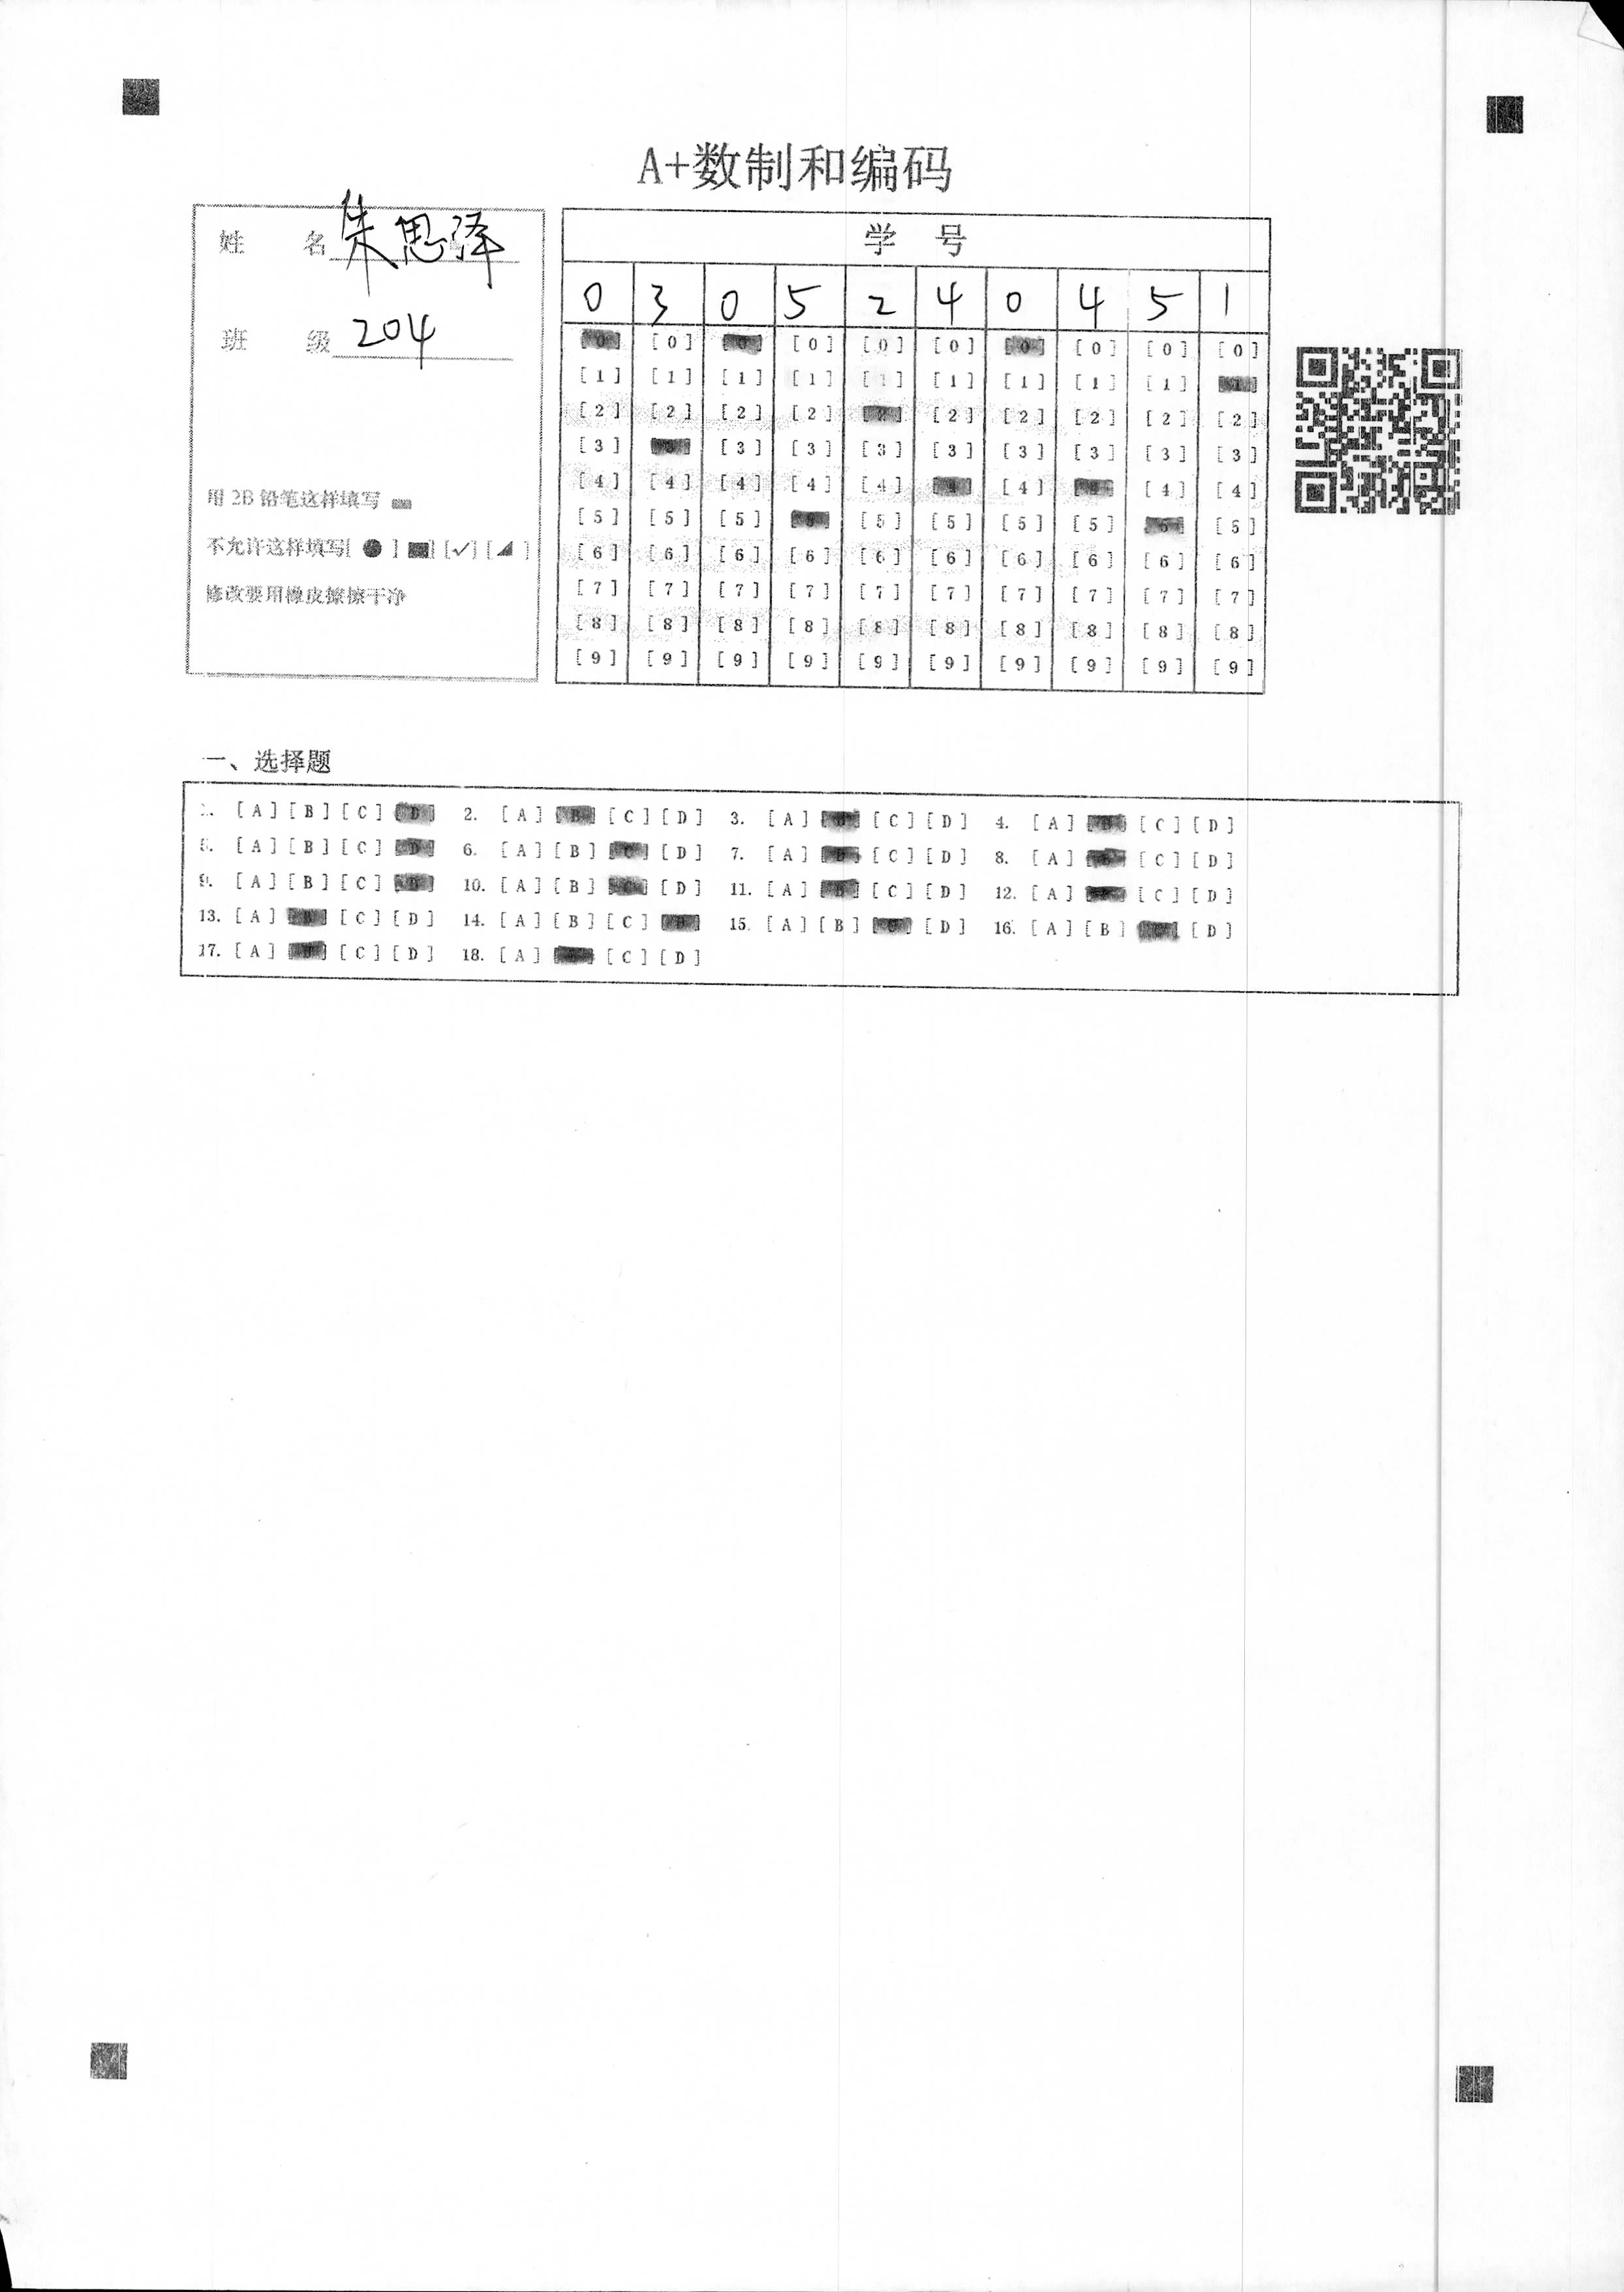 A+数制和编码
姓 名 朱思泽
班 级 204
用 2B 铅笔这样填写
不允许这样填写[ ● ] [■] [✓] [◢ ]
修改要用橡皮擦擦干净
学 号
0 3 0 5 2 4 0 4 5 1
[0] [0] [0] [0] [0] [0] [0] [0] [0] [0]
[1] [1] [1] [1] [1] [1] [1] [1] [1] [1]
[2] [2] [2] [2] [2] [2] [2] [2] [2] [2]
[3] [3] [3] [3] [3] [3] [3] [3] [3] [3]
[4] [4] [4] [4] [4] [4] [4] [4] [4] [4]
[5] [5] [5] [5] [5] [5] [5] [5] [5] [5]
[6] [6] [6] [6] [6] [6] [6] [6] [6] [6]
[7] [7] [7] [7] [7] [7] [7] [7] [7] [7]
[8] [8] [8] [8] [8] [8] [8] [8] [8] [8]
[9] [9] [9] [9] [9] [9] [9] [9] [9] [9]
一、选择题
1. [A] [B] [C] [D] 2. [A] [B] [C] [D] 3. [A] [B] [C] [D] 4. [A] [B] [C] [D]
5. [A] [B] [C] [D] 6. [A] [B] [C] [D] 7. [A] [B] [C] [D] 8. [A] [B] [C] [D]
9. [A] [B] [C] [D] 10. [A] [B] [C] [D] 11. [A] [B] [C] [D] 12. [A] [B] [C] [D]
13. [A] [B] [C] [D] 14. [A] [B] [C] [D] 15. [A] [B] [C] [D] 16. [A] [B] [C] [D]
17. [A] [B] [C] [D] 18. [A] [B] [C] [D]